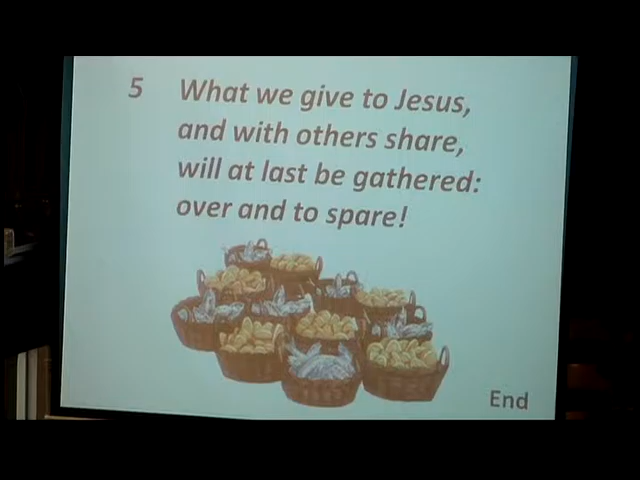 5 What we give to Jesus,
and with others share,
will at last be gathered:
over and to spare!
End